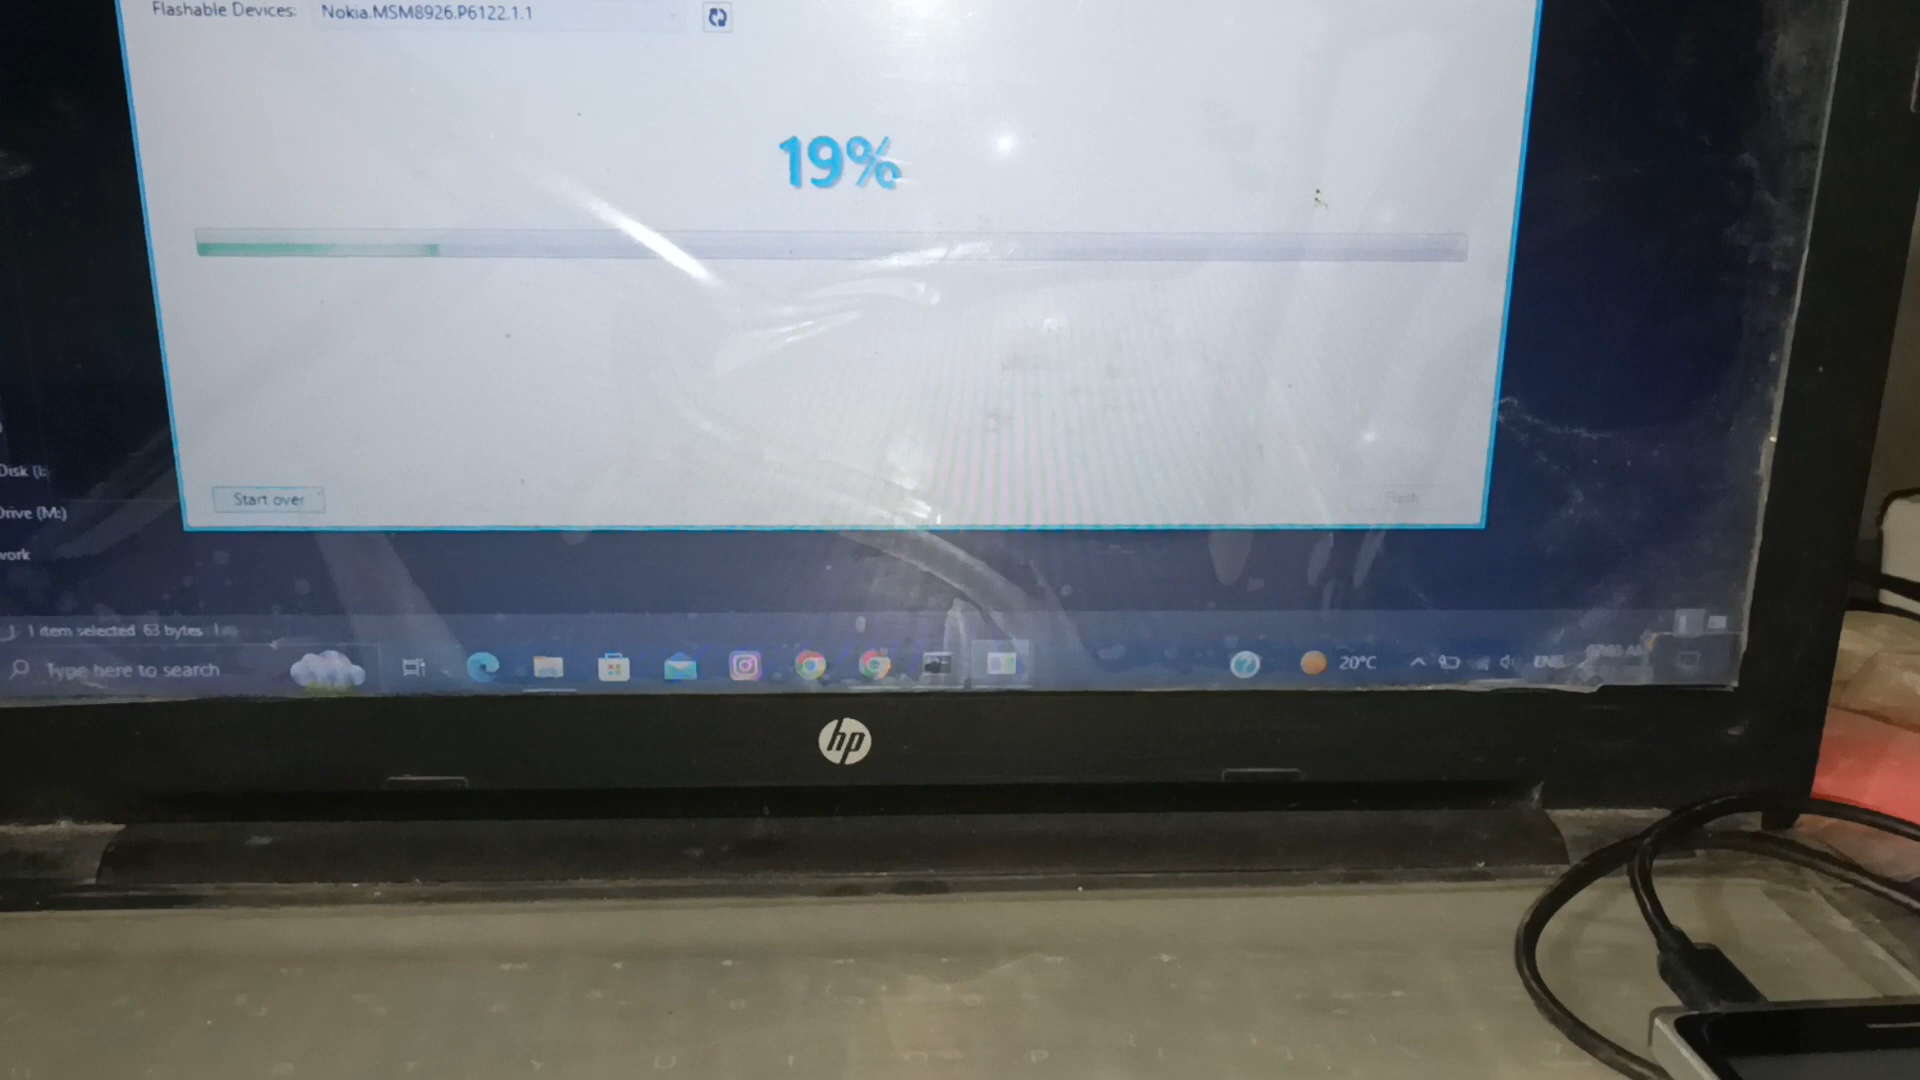 Flashable Devices: Nokia.MSM8926.P6122.1.1
19%
Disk (I:
Start over
Flash
Drive (M:)
work
1 item selected 63 bytes
Type here to search
20°C
ENG
hp